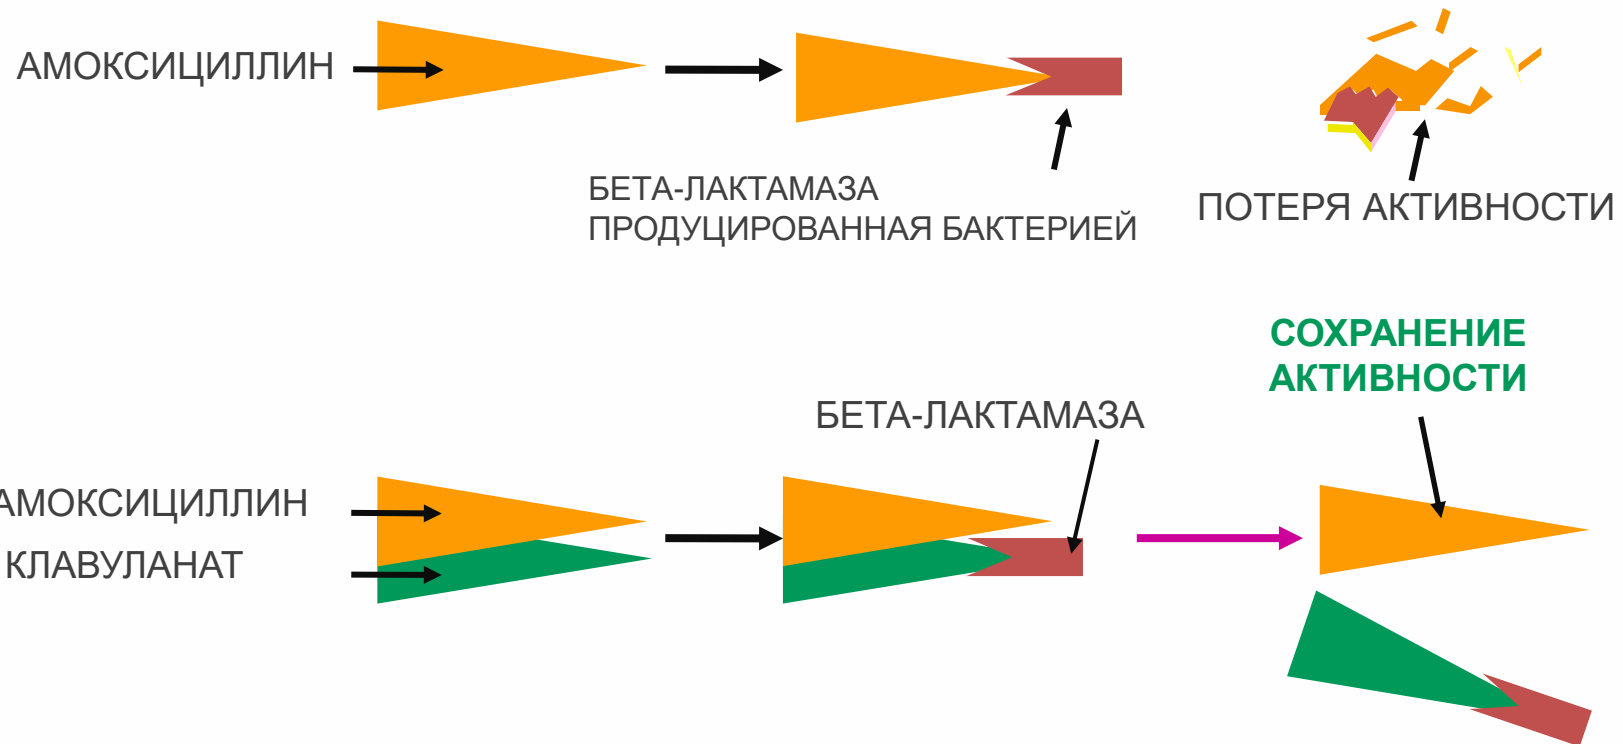 АМОКСИЦИЛЛИН
БЕТА-ЛАКТАМАЗА
ПРОДУЦИРОВАННАЯ БАКТЕРИЕЙ
ПОТЕРЯ АКТИВНОСТИ
СОХРАНЕНИЕ
АКТИВНОСТИ
БЕТА-ЛАКТАМАЗА
АМОКСИЦИЛЛИН
КЛАВУЛАНАТ